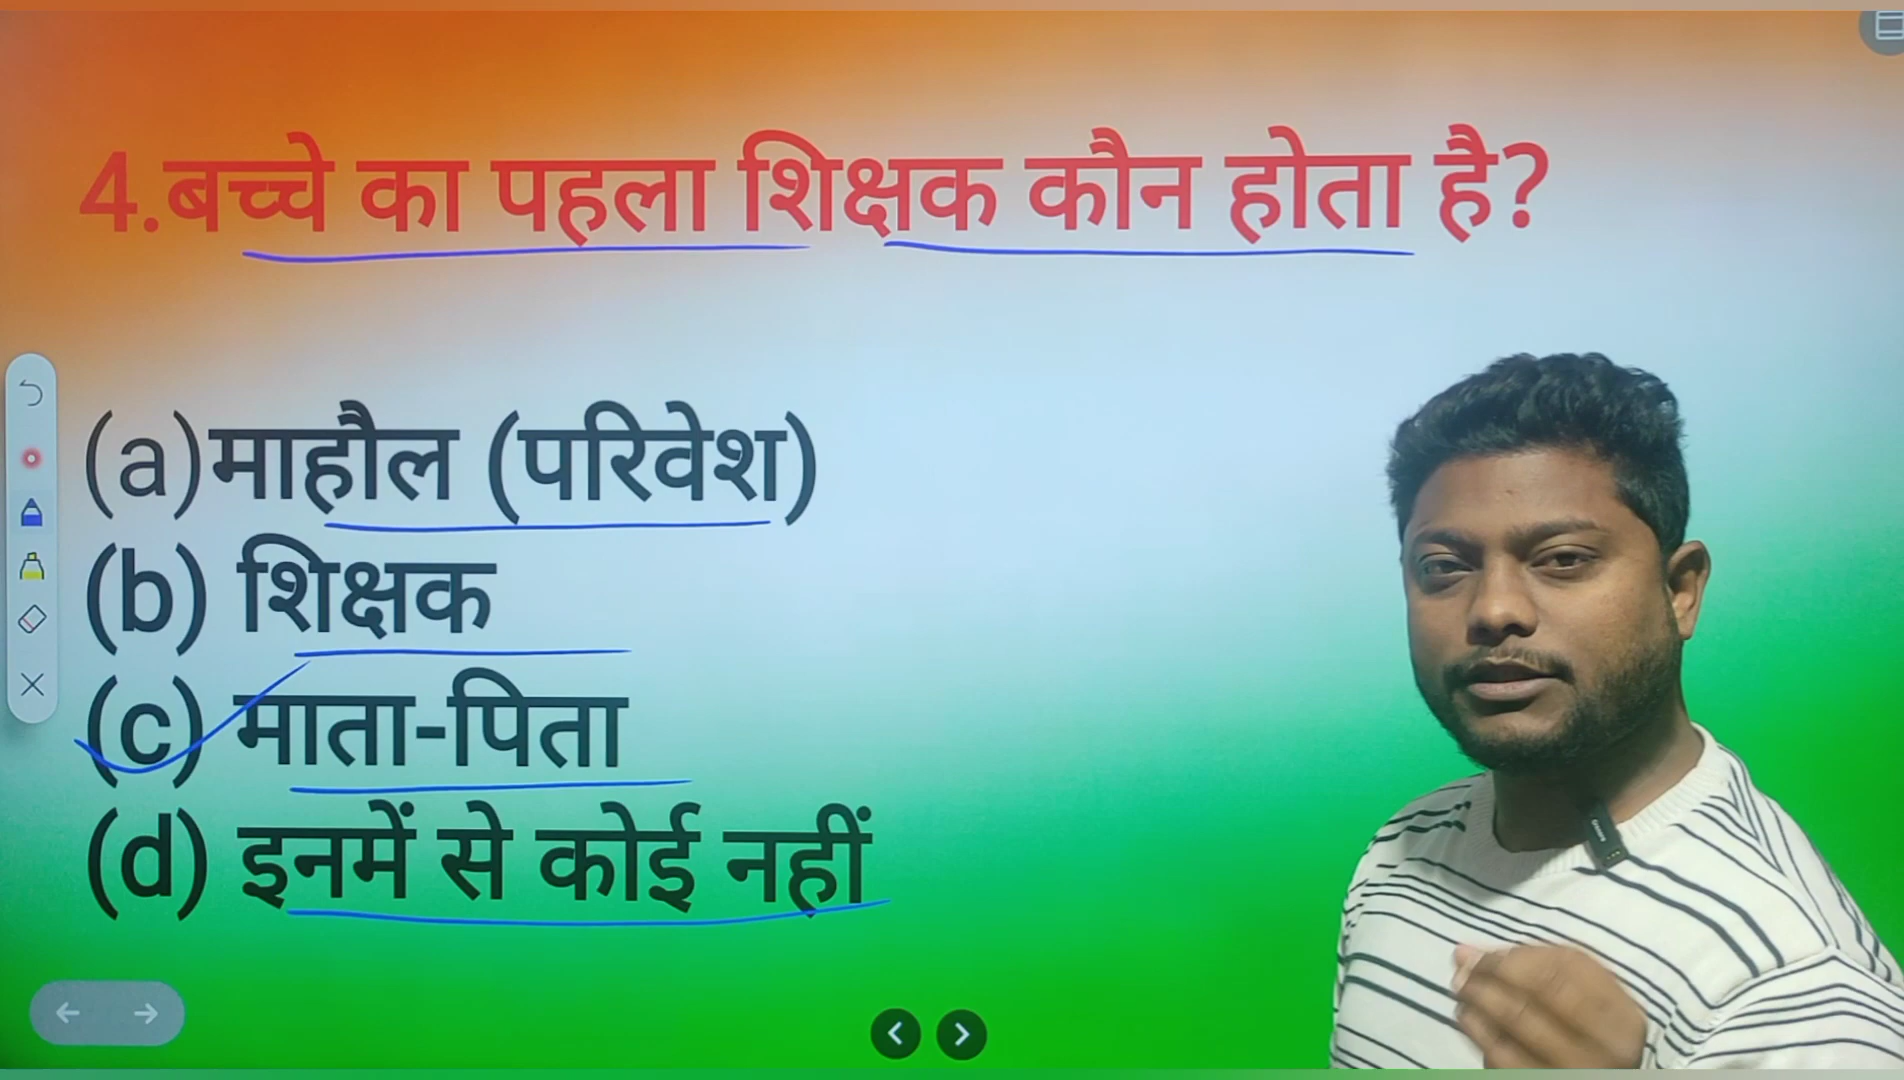 4.बच्चे का पहला शिक्षक कौन होता है?
(a)माहौल (परिवेश)
(b) शिक्षक
(c) माता-पिता
(d) इनमें से कोई नहीं